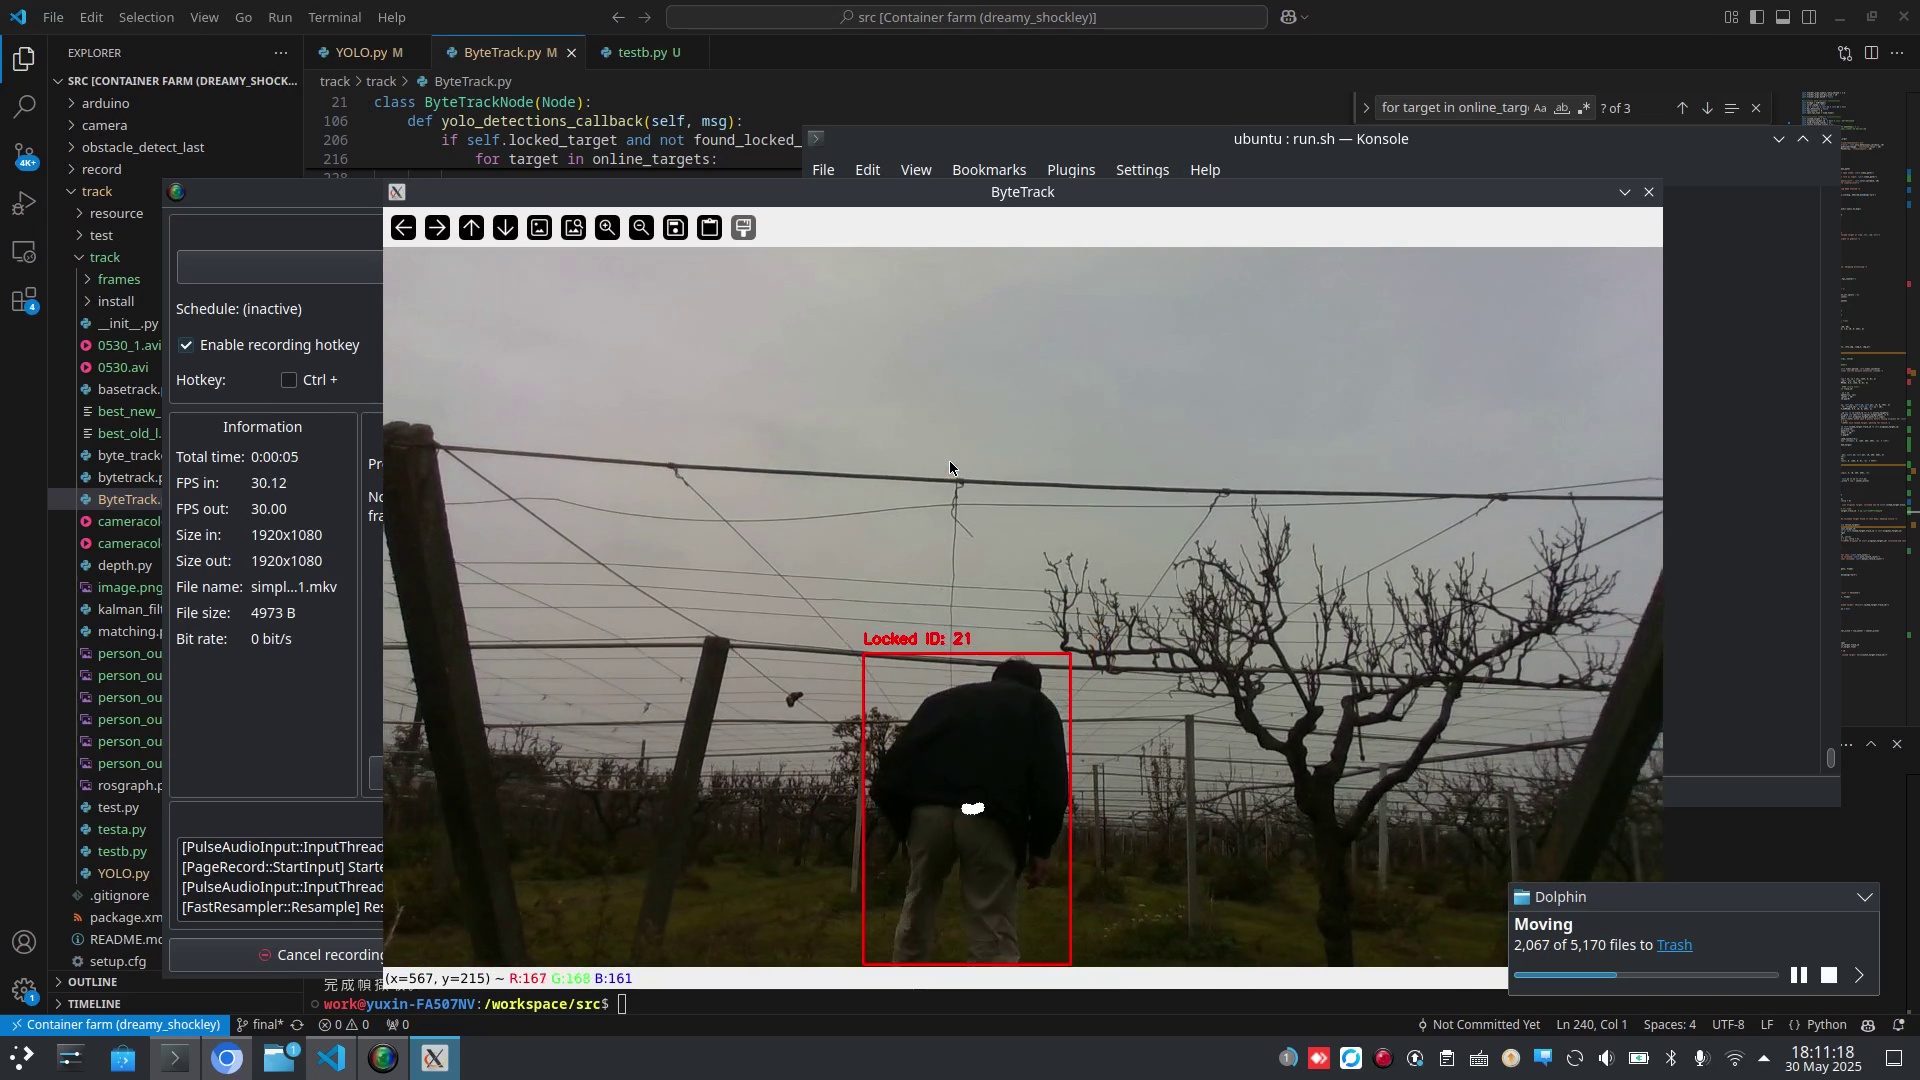 File Edit Selection View Go Run Terminal Help
src [Container farm (dreamy_shockley)]
EXPLORER
YOLO.py M
ByteTrack.py M
testb.py U
SRC [CONTAINER FARM (DREAMY_SHOCK...
track > track > ByteTrack.py
arduino
camera
obstacle_detect_last
record
track
resource
test
track
frames
install
__init__.py
0530_1.avi
0530.avi
basetrack.
best_new_
best_old_l.
byte_track
bytetrack.p
ByteTrack.
cameracol
cameracol
depth.py
image.png
kalman_filt
matching.p
person_ou
person_ou
person_ou
person_ou
person_ou
person_ou
rosgraph.p
test.py
testa.py
testb.py
YOLO.py
.gitignore
package.xm
README.md
setup.cfg
OUTLINE
TIMELINE
4K+
4
1
21 class ByteTrackNode(Node):
106 def yolo_detections_callback(self, msg):
206 if self.locked_target and not found_locked_
216 for target in online_targets:
for target in online_targ
Aa ab .*
? of 3
ubuntu : run.sh — Konsole
File Edit View Bookmarks Plugins Settings Help
ByteTrack
Schedule: (inactive)
Enable recording hotkey
Hotkey: Ctrl +
Information
Total time: 0:00:05
FPS in: 30.12
FPS out: 30.00
Size in: 1920x1080
Size out: 1920x1080
File name: simpl...1.mkv
File size: 4973 B
Bit rate: 0 bit/s
Pr
No
fra
[PulseAudioInput::InputThread
[PageRecord::StartInput] Starte
[PulseAudioInput::InputThread
[FastResampler::Resample] Res
Cancel recording
Locked ID: 21
(x=567, y=215) ~ R:167 G:168 B:161
work@yuxin-FA507NV:/workspace/src$
Dolphin
Moving
2,067 of 5,170 files to Trash
Container farm (dreamy_shockley)
final*
0 0
0
Not Committed Yet
Ln 240, Col 1
Spaces: 4
UTF-8
LF
{} Python
1
1
18:11:18
30 May 2025